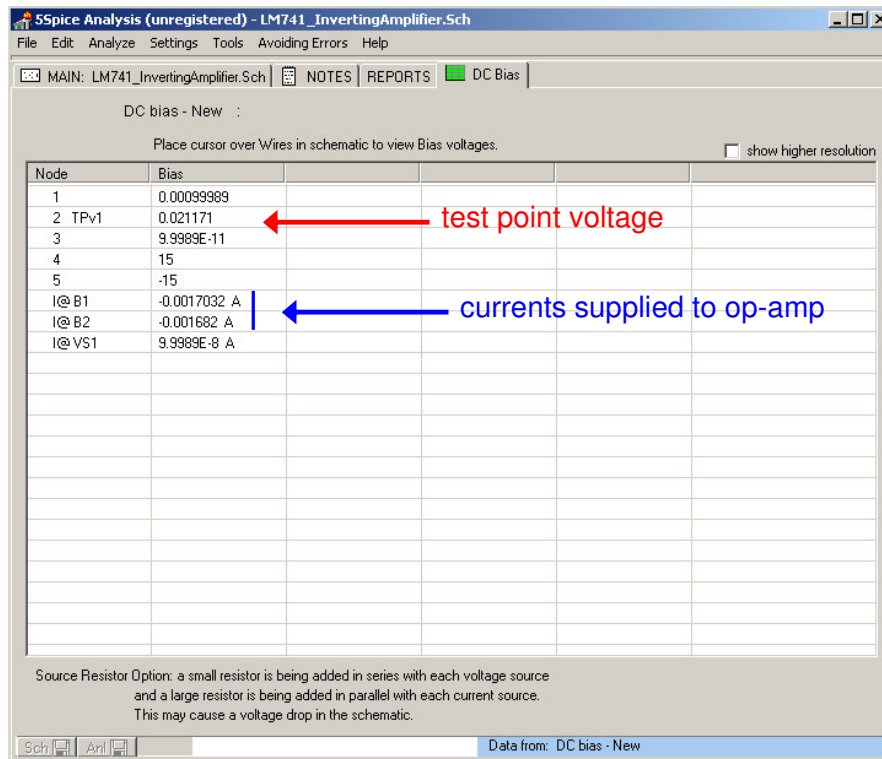 5Spice Analysis (unregistered) - LM741_InvertingAmplifier.Sch
File Edit Analyze Settings Tools Avoiding Errors Help
MAIN: LM741_InvertingAmplifier.Sch NOTES REPORTS DC Bias
DC bias - New :
Place cursor over Wires in schematic to view Bias voltages.
show higher resolution
Node Bias
1 0.00099989
2 TPv1 0.021171
test point voltage
3 9.9989E-11
4 15
5 -15
I@ B1 -0.0017032 A
currents supplied to op-amp
I@ B2 -0.001682 A
I@ VS1 9.9989E-8 A
Source Resistor Option: a small resistor is being added in series with each voltage source
and a large resistor is being added in parallel with each current source.
This may cause a voltage drop in the schematic.
Sch Anl Data from: DC bias - New